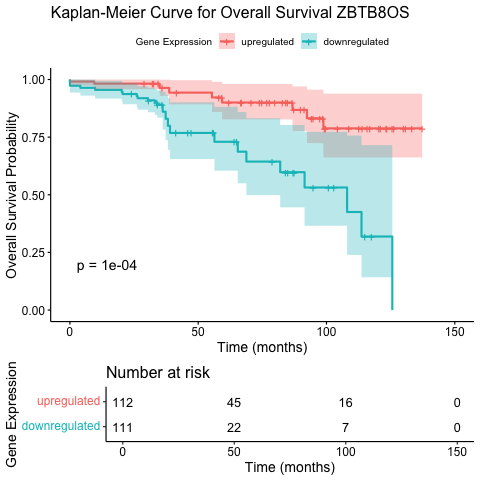 Kaplan-Meier Curve for Overall Survival ZBTB8OS
Gene Expression upregulated downregulated
Overall Survival Probability
1.00
0.75
0.50
0.25
0.00
p = 1e-04
0 50 100 150
Time (months)
Number at risk
Gene Expression
upregulated 112 45 16 0
downregulated 111 22 7 0
0 50 100 150
Time (months)